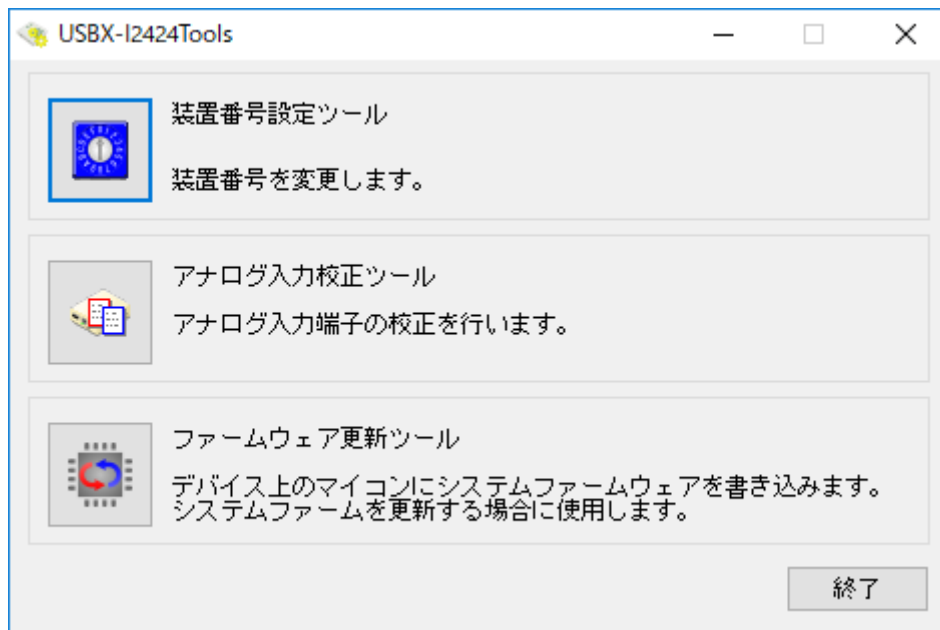 USBX-I2424Tools
装置番号設定ツール
装置番号を変更します。
アナログ入力校正ツール
アナログ入力端子の校正を行います。
ファームウェア更新ツール
デバイス上のマイコンにシステムファームウェアを書き込みます。
システムファームを更新する場合に使用します。
終了